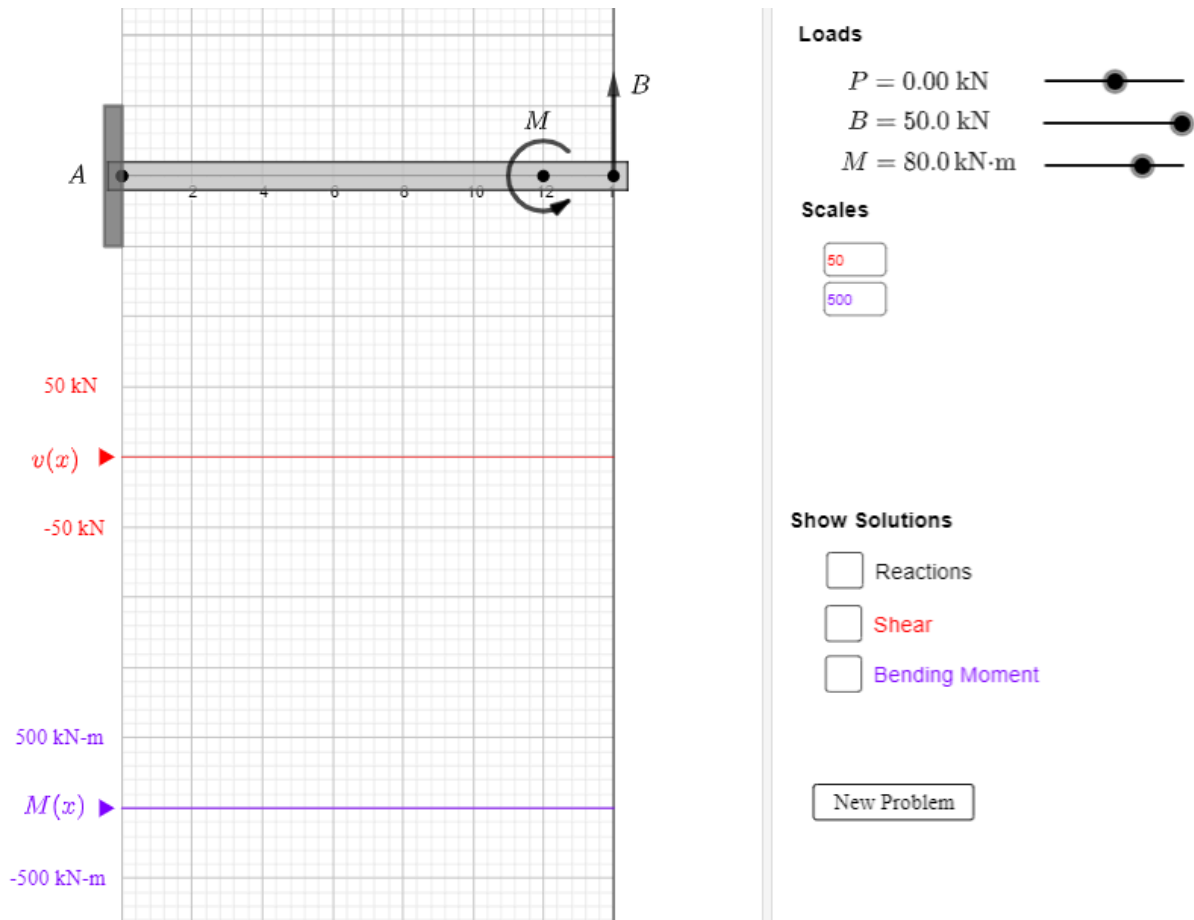 Loads
P = 0.00 kN
B = 50.0 kN
M = 80.0 kN·m
Scales
50
500
B
M
A
2
4
6
8
10
12
50 kN
v(x)
-50 kN
Show Solutions
Reactions
Shear
Bending Moment
500 kN-m
M(x)
-500 kN-m
New Problem